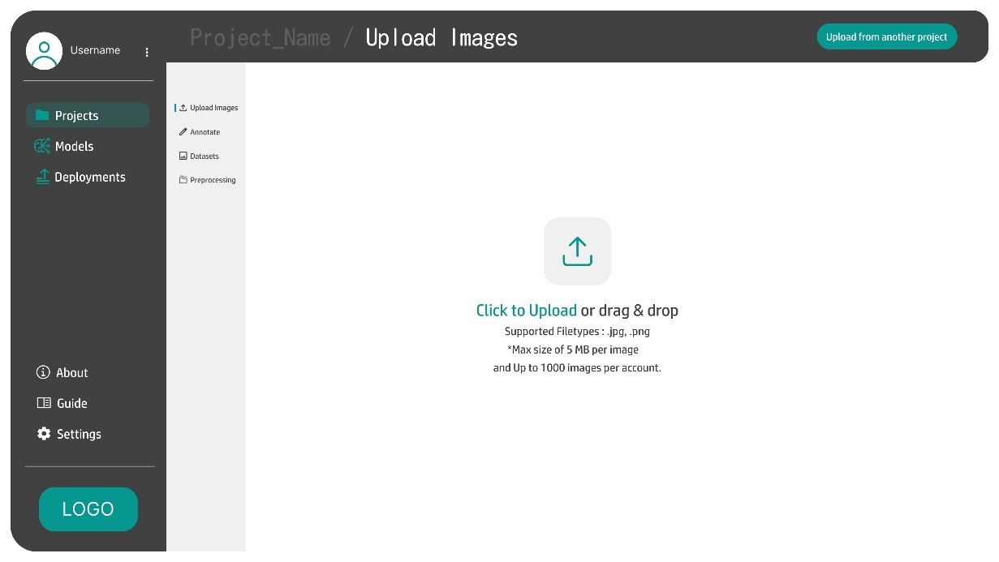 Username
Project_Name / Upload Images
Upload from another project
Projects
Models
Deployments
About
Guide
Settings
LOGO
Upload Images
Annotate
Datasets
Preprocessing
Click to Upload or drag & drop
Supported Filetypes : .jpg, .png
*Max size of 5 MB per image
and Up to 1000 images per account.